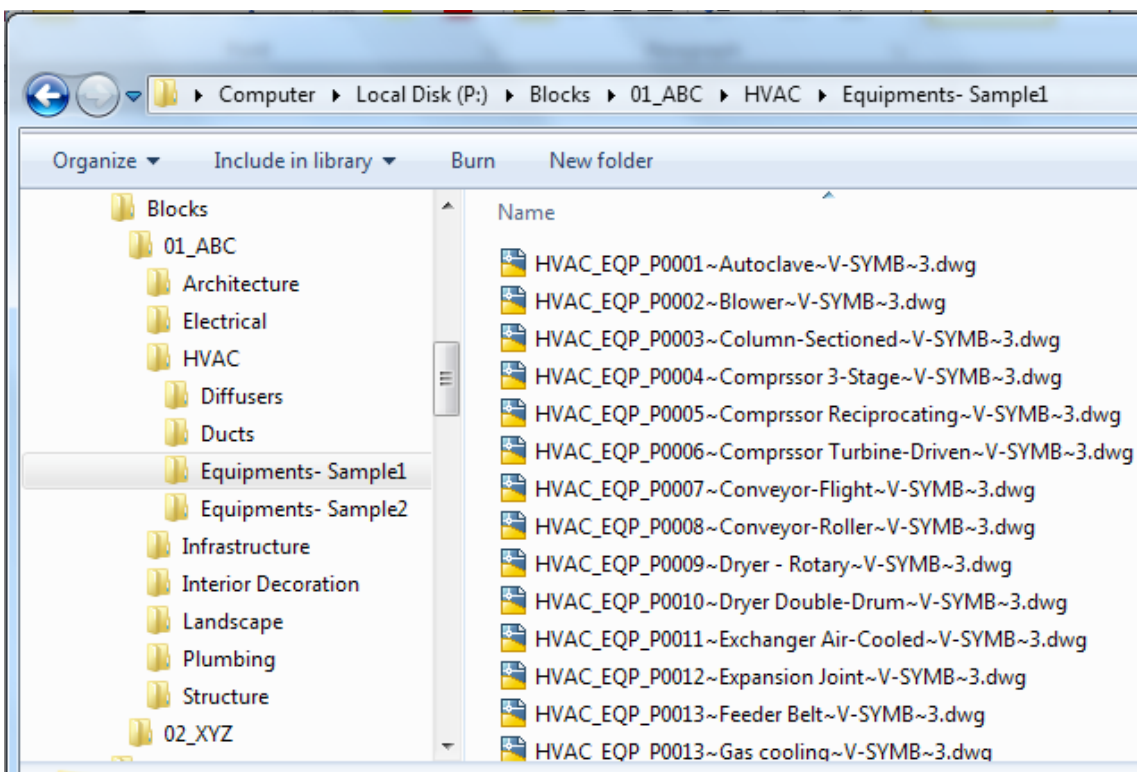 Computer ▸ Local Disk (P:) ▸ Blocks ▸ 01_ABC ▸ HVAC ▸ Equipments- Sample1
Organize Include in library Burn New folder
Blocks
01_ABC
Architecture
Electrical
HVAC
Diffusers
Ducts
Equipments- Sample1
Equipments- Sample2
Infrastructure
Interior Decoration
Landscape
Plumbing
Structure
02_XYZ
Name
HVAC_EQP_P0001~Autoclave~V-SYMB~3.dwg
HVAC_EQP_P0002~Blower~V-SYMB~3.dwg
HVAC_EQP_P0003~Column-Sectioned~V-SYMB~3.dwg
HVAC_EQP_P0004~Comprssor 3-Stage~V-SYMB~3.dwg
HVAC_EQP_P0005~Comprssor Reciprocating~V-SYMB~3.dwg
HVAC_EQP_P0006~Comprssor Turbine-Driven~V-SYMB~3.dwg
HVAC_EQP_P0007~Conveyor-Flight~V-SYMB~3.dwg
HVAC_EQP_P0008~Conveyor-Roller~V-SYMB~3.dwg
HVAC_EQP_P0009~Dryer - Rotary~V-SYMB~3.dwg
HVAC_EQP_P0010~Dryer Double-Drum~V-SYMB~3.dwg
HVAC_EQP_P0011~Exchanger Air-Cooled~V-SYMB~3.dwg
HVAC_EQP_P0012~Expansion Joint~V-SYMB~3.dwg
HVAC_EQP_P0013~Feeder Belt~V-SYMB~3.dwg
HVAC_EQP_P0013~Gas cooling~V-SYMB~3.dwg